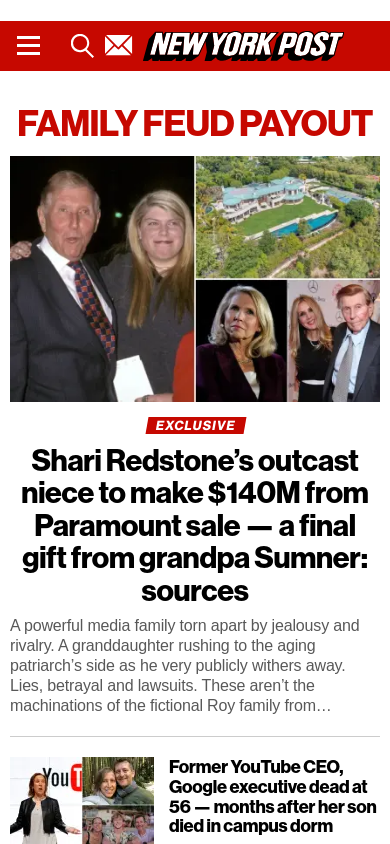 NEW YORK POST
FAMILY FEUD PAYOUT
EXCLUSIVE
Shari Redstone’s outcast
niece to make $140M from
Paramount sale — a final
gift from grandpa Sumner:
sources
A powerful media family torn apart by jealousy and
rivalry. A granddaughter rushing to the aging
patriarch’s side as he very publicly withers away.
Lies, betrayal and lawsuits. These aren’t the
machinations of the fictional Roy family from…
YouT
Former YouTube CEO,
Google executive dead at
56 — months after her son
died in campus dorm